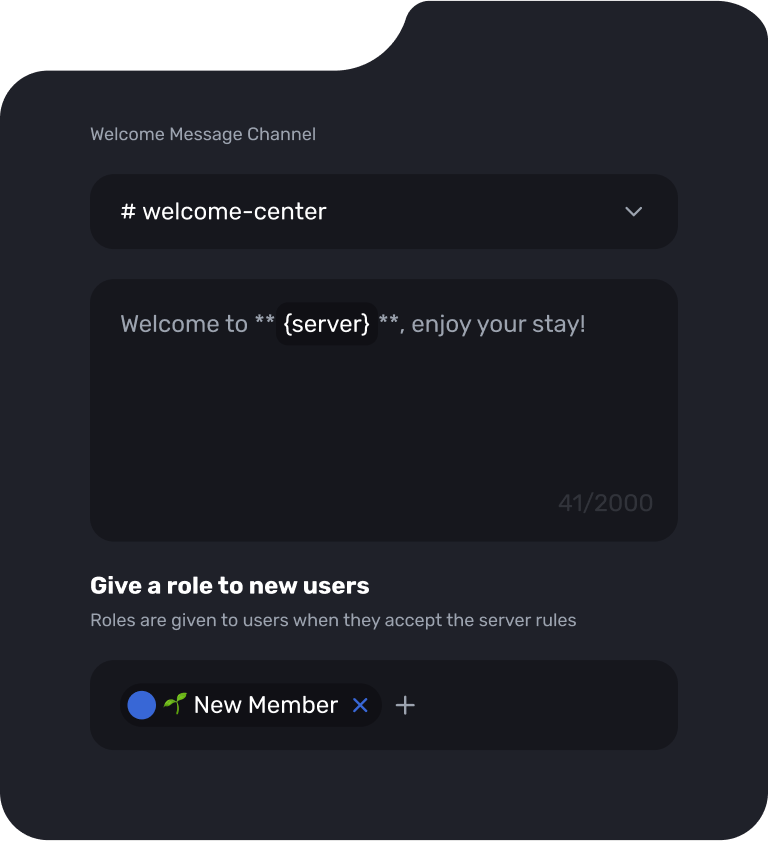 Welcome Message Channel
# welcome-center
Welcome to ** {server} **, enjoy your stay!
41/2000
Give a role to new users
Roles are given to users when they accept the server rules
🌱 New Member